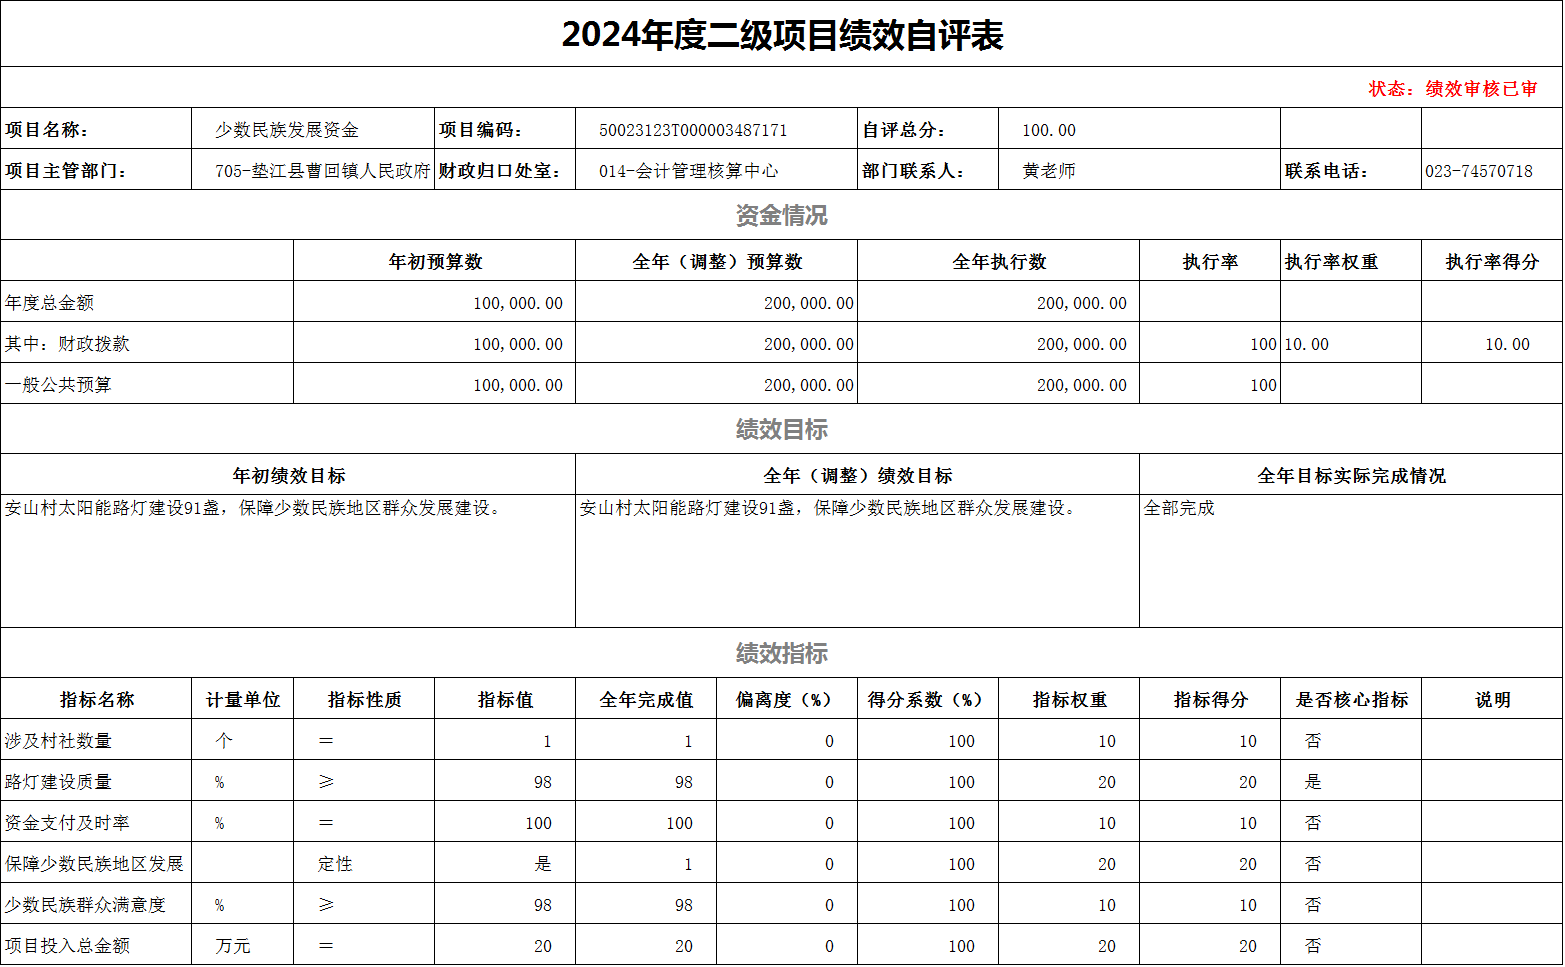 2024年度二级项目绩效自评表
状态：绩效审核已审
项目名称： 少数民族发展资金 项目编码： 50023123T000003487171 自评总分： 100.00
项目主管部门： 705-垫江县曹回镇人民政府 财政归口处室： 014-会计管理核算中心 部门联系人： 黄老师 联系电话： 023-74570718
资金情况
年初预算数 全年（调整）预算数 全年执行数 执行率 执行率权重 执行率得分
年度总金额 100,000.00 200,000.00 200,000.00
其中：财政拨款 100,000.00 200,000.00 200,000.00 100 10.00 10.00
一般公共预算 100,000.00 200,000.00 200,000.00 100
绩效目标
年初绩效目标 全年（调整）绩效目标 全年目标实际完成情况
安山村太阳能路灯建设91盏，保障少数民族地区群众发展建设。 安山村太阳能路灯建设91盏，保障少数民族地区群众发展建设。 全部完成
绩效指标
指标名称 计量单位 指标性质 指标值 全年完成值 偏离度（%） 得分系数（%） 指标权重 指标得分 是否核心指标 说明
涉及村社数量 个 ＝ 1 1 0 100 10 10 否
路灯建设质量 % ≥ 98 98 0 100 20 20 是
资金支付及时率 % ＝ 100 100 0 100 10 10 否
保障少数民族地区发展 定性 是 1 0 100 20 20 否
少数民族群众满意度 % ≥ 98 98 0 100 10 10 否
项目投入总金额 万元 ＝ 20 20 0 100 20 20 否